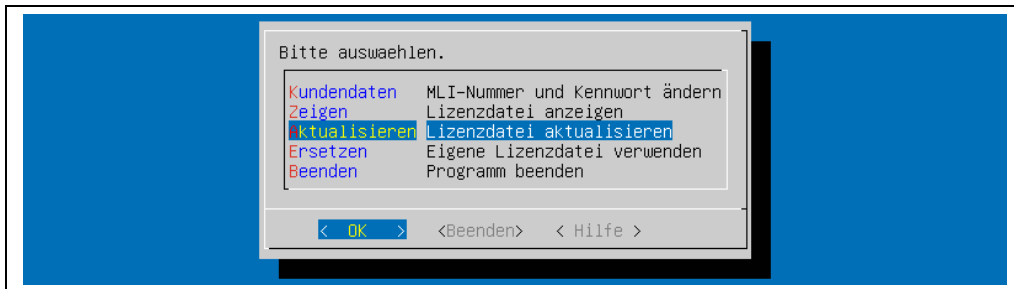 Bitte auswaehlen.
Kundendaten MLI-Nummer und Kennwort ändern
Zeigen Lizenzdatei anzeigen
Aktualisieren Lizenzdatei aktualisieren
Ersetzen Eigene Lizenzdatei verwenden
Beenden Programm beenden
< OK > <Beenden> < Hilfe >